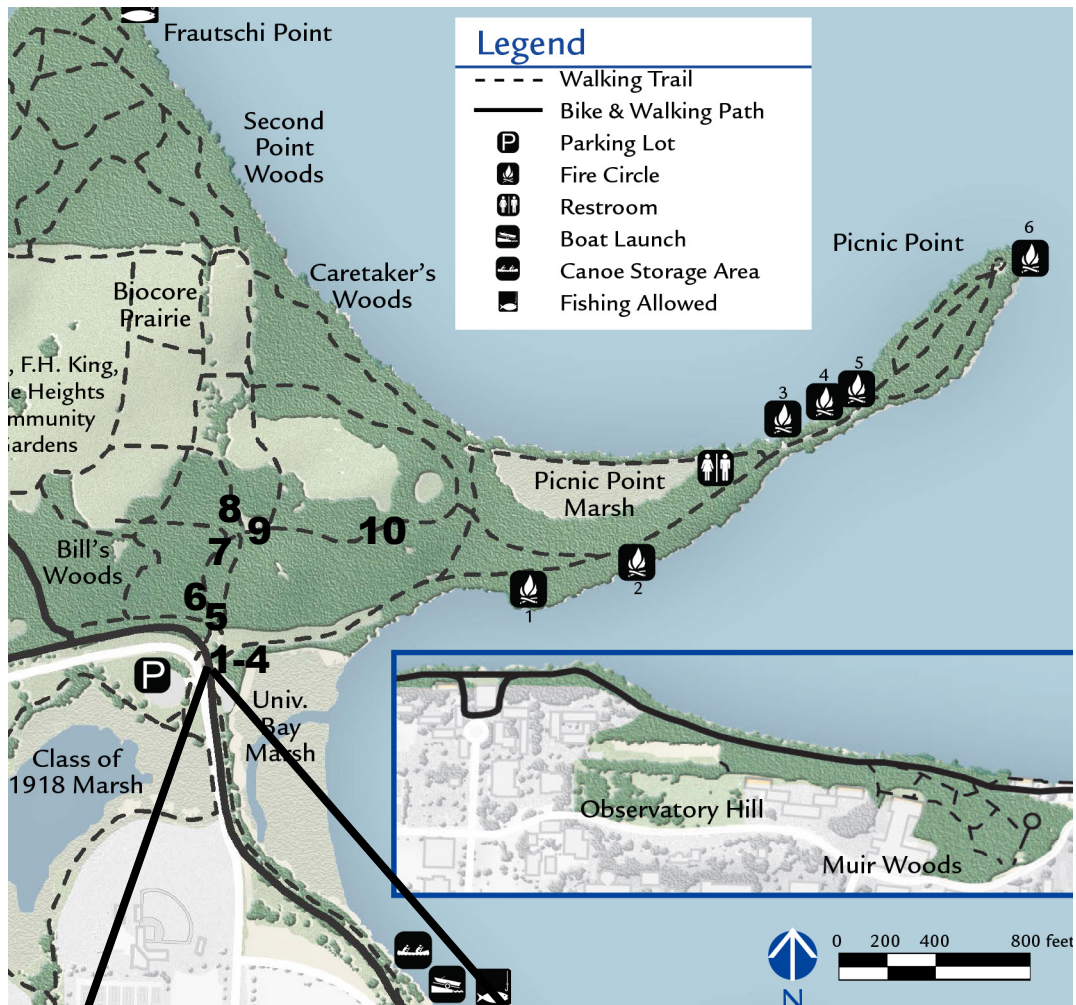 Frautschi Point
Legend
Walking Trail
Bike & Walking Path
P
Parking Lot
Fire Circle
Restroom
Boat Launch
Canoe Storage Area
Fishing Allowed
Second
Point
Woods
Caretaker's
Woods
Picnic Point
6
Biocore
Prairie
, F.H. King,
le Heights
mmunity
Gardens
3
4
5
Picnic Point
Marsh
8
9
10
7
Bill's
Woods
6
5
1
2
1-4
P
Univ.
Bay
Marsh
Class of
1918 Marsh
Observatory Hill
Muir Woods
0 200 400 800 feet
N